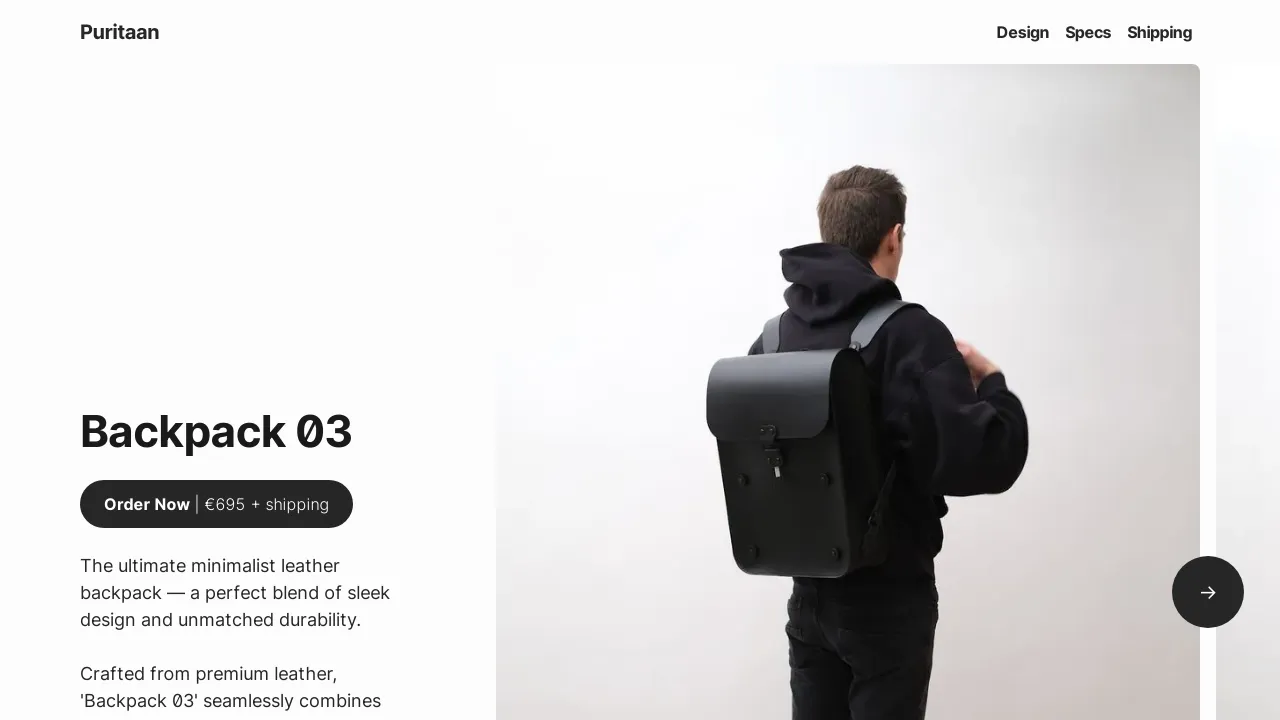 Puritaan
Design Specs Shipping
Backpack 03
Order Now | €695 + shipping
The ultimate minimalist leather
backpack — a perfect blend of sleek
design and unmatched durability.
Crafted from premium leather,
'Backpack 03' seamlessly combines